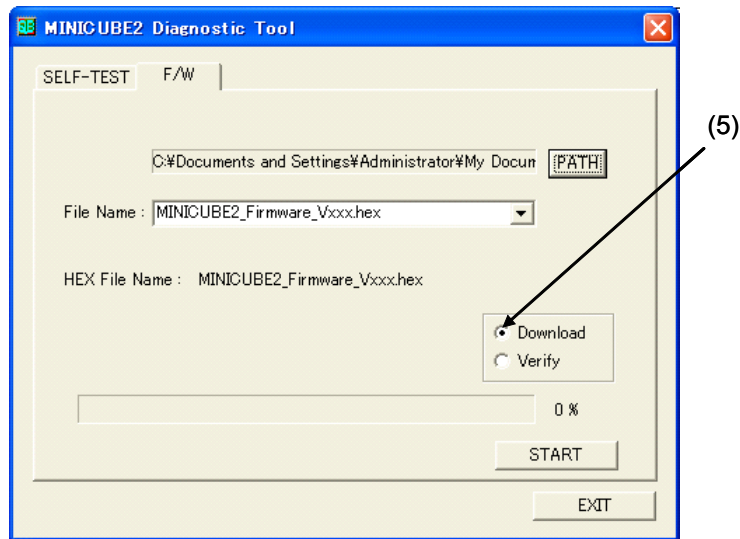 MINICUBE2 Diagnostic Tool
SELF-TEST F/W
(5)
C:¥Documents and Settings¥Administrator¥My Docum PATH
File Name : MINICUBE2_Firmware_Vxxx.hex
HEX File Name : MINICUBE2_Firmware_Vxxx.hex
Download
Verify
0 %
START
EXIT